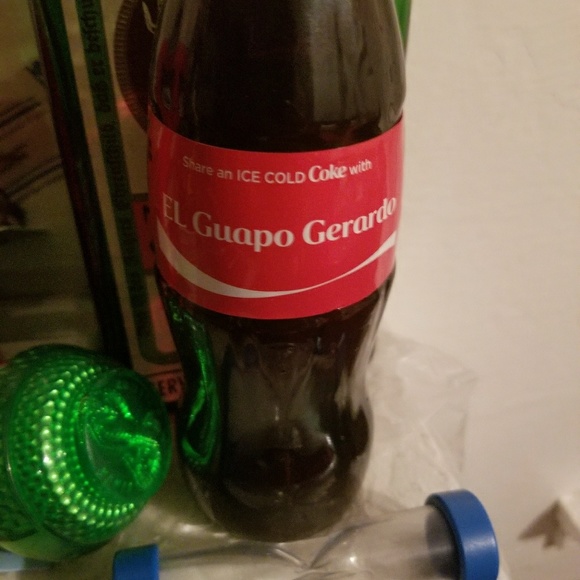 Share an ICE COLD Coke with
EL Guapo Gerardo